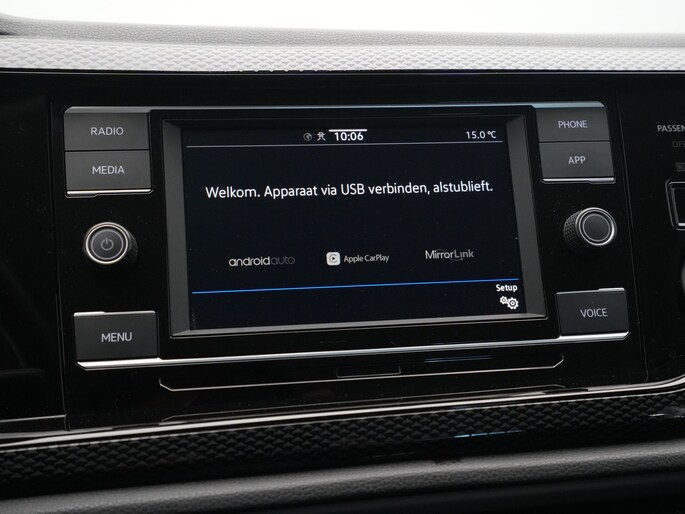 RADIO
MEDIA
MENU
10:06
15.0 °C
Welkom. Apparaat via USB verbinden, alstublieft.
androidauto
Apple CarPlay
MirrorLink
Setup
PHONE
APP
VOICE